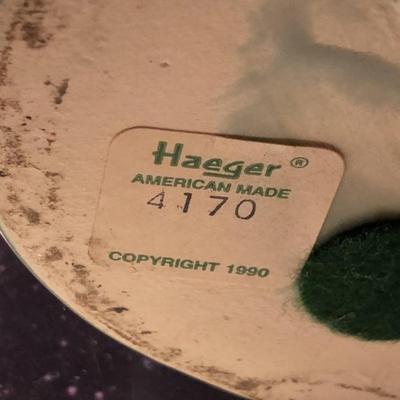 Haeger ®
AMERICAN MADE
4170
COPYRIGHT 1990